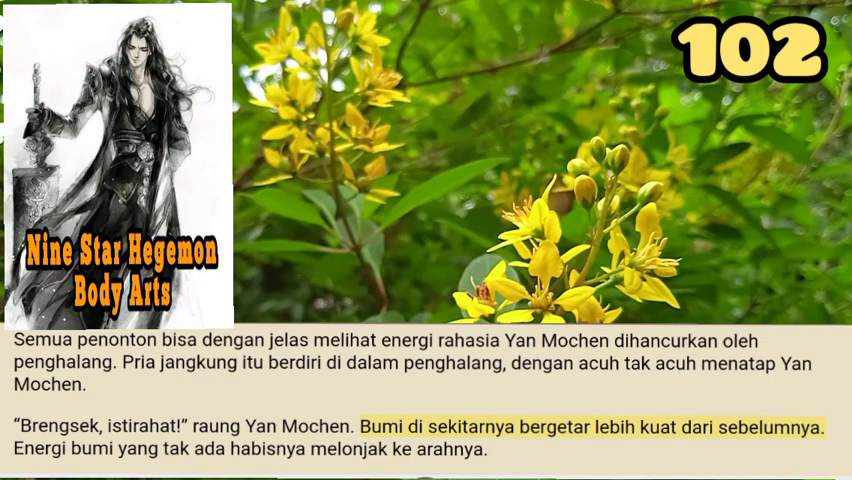 102
Nine Star Hegemon
Body Arts
Semua penonton bisa dengan jelas melihat energi rahasia Yan Mochen dihancurkan oleh
penghalang. Pria jangkung itu berdiri di dalam penghalang, dengan acuh tak acuh menatap Yan
Mochen.
“Brengsek, istirahat!” raung Yan Mochen. Bumi di sekitarnya bergetar lebih kuat dari sebelumnya.
Energi bumi yang tak ada habisnya melonjak ke arahnya.